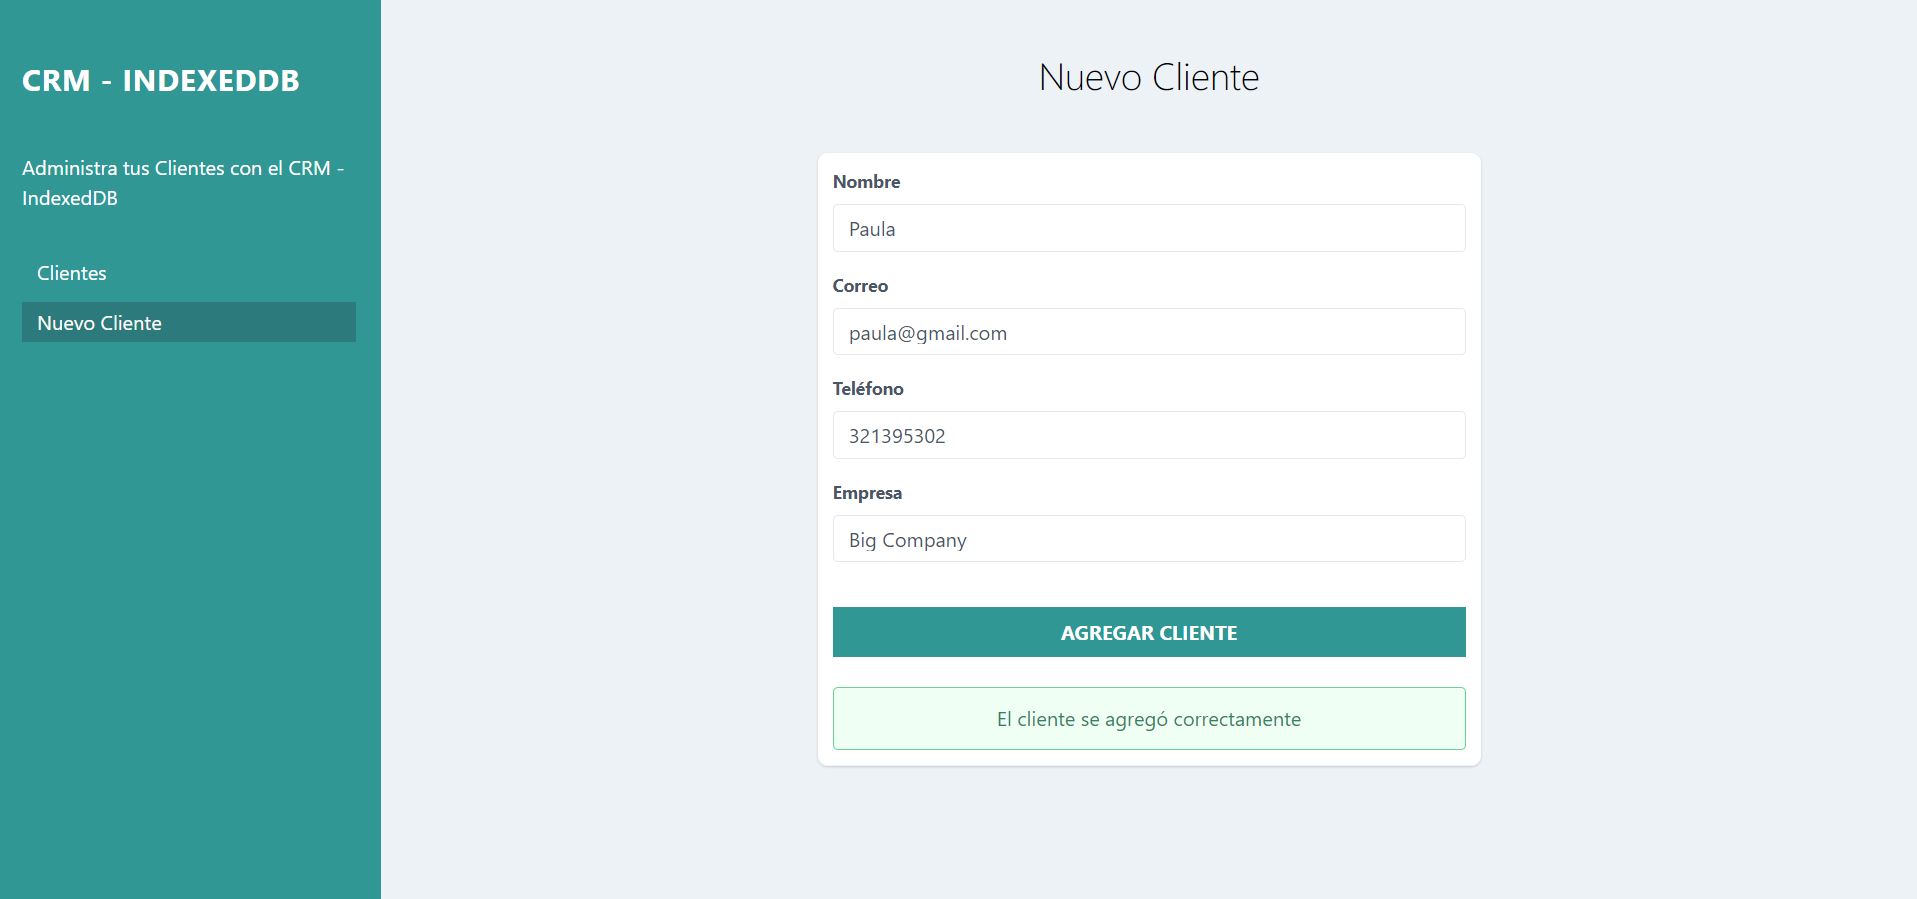 CRM - INDEXEDDB
Administra tus Clientes con el CRM -
IndexedDB
Clientes
Nuevo Cliente
Nuevo Cliente
Nombre
Paula
Correo
paula@gmail.com
Teléfono
321395302
Empresa
Big Company
AGREGAR CLIENTE
El cliente se agregó correctamente